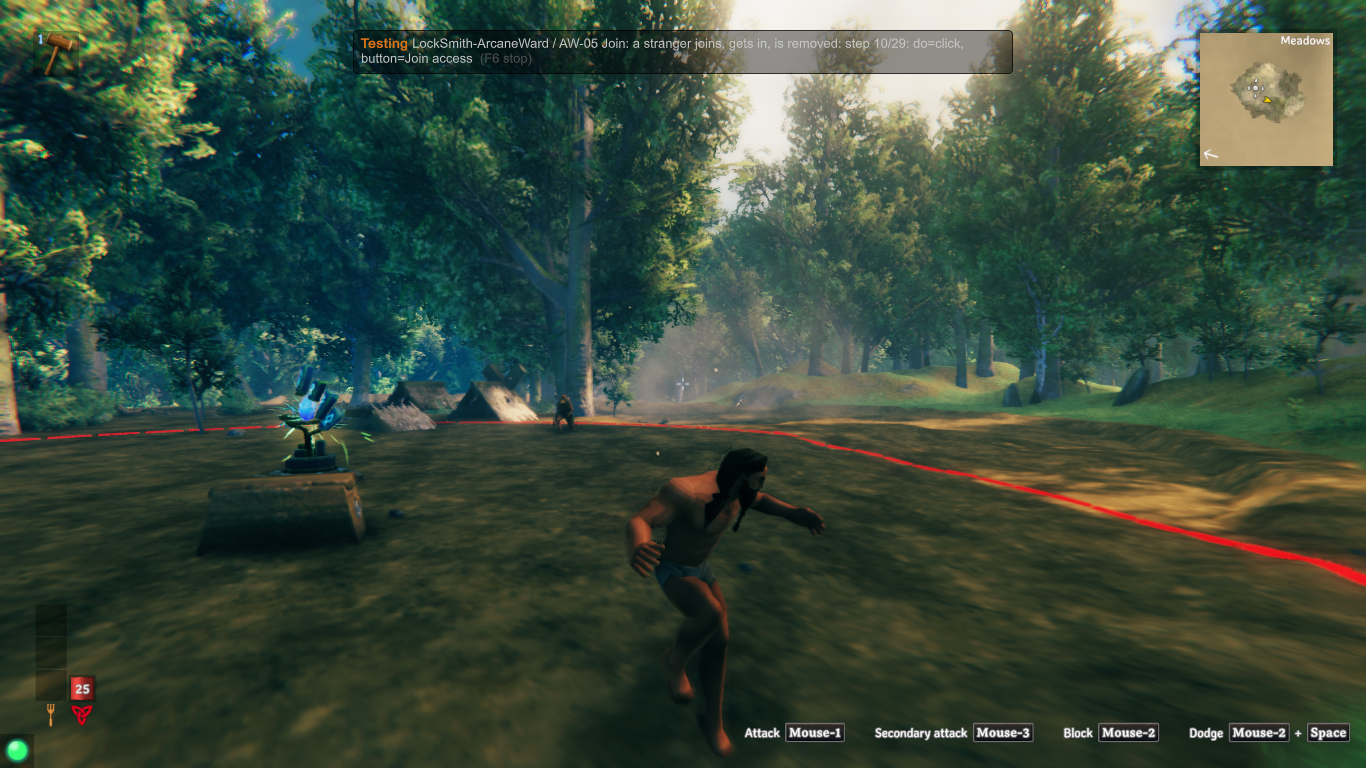 1
Testing LockSmith-ArcaneWard / AW-05 Join: a stranger joins, gets in, is removed: step 10/29: do=click,
button=Join access (F6 stop)
Meadows
25
Attack Mouse-1 Secondary attack Mouse-3 Block Mouse-2 Dodge Mouse-2 + Space